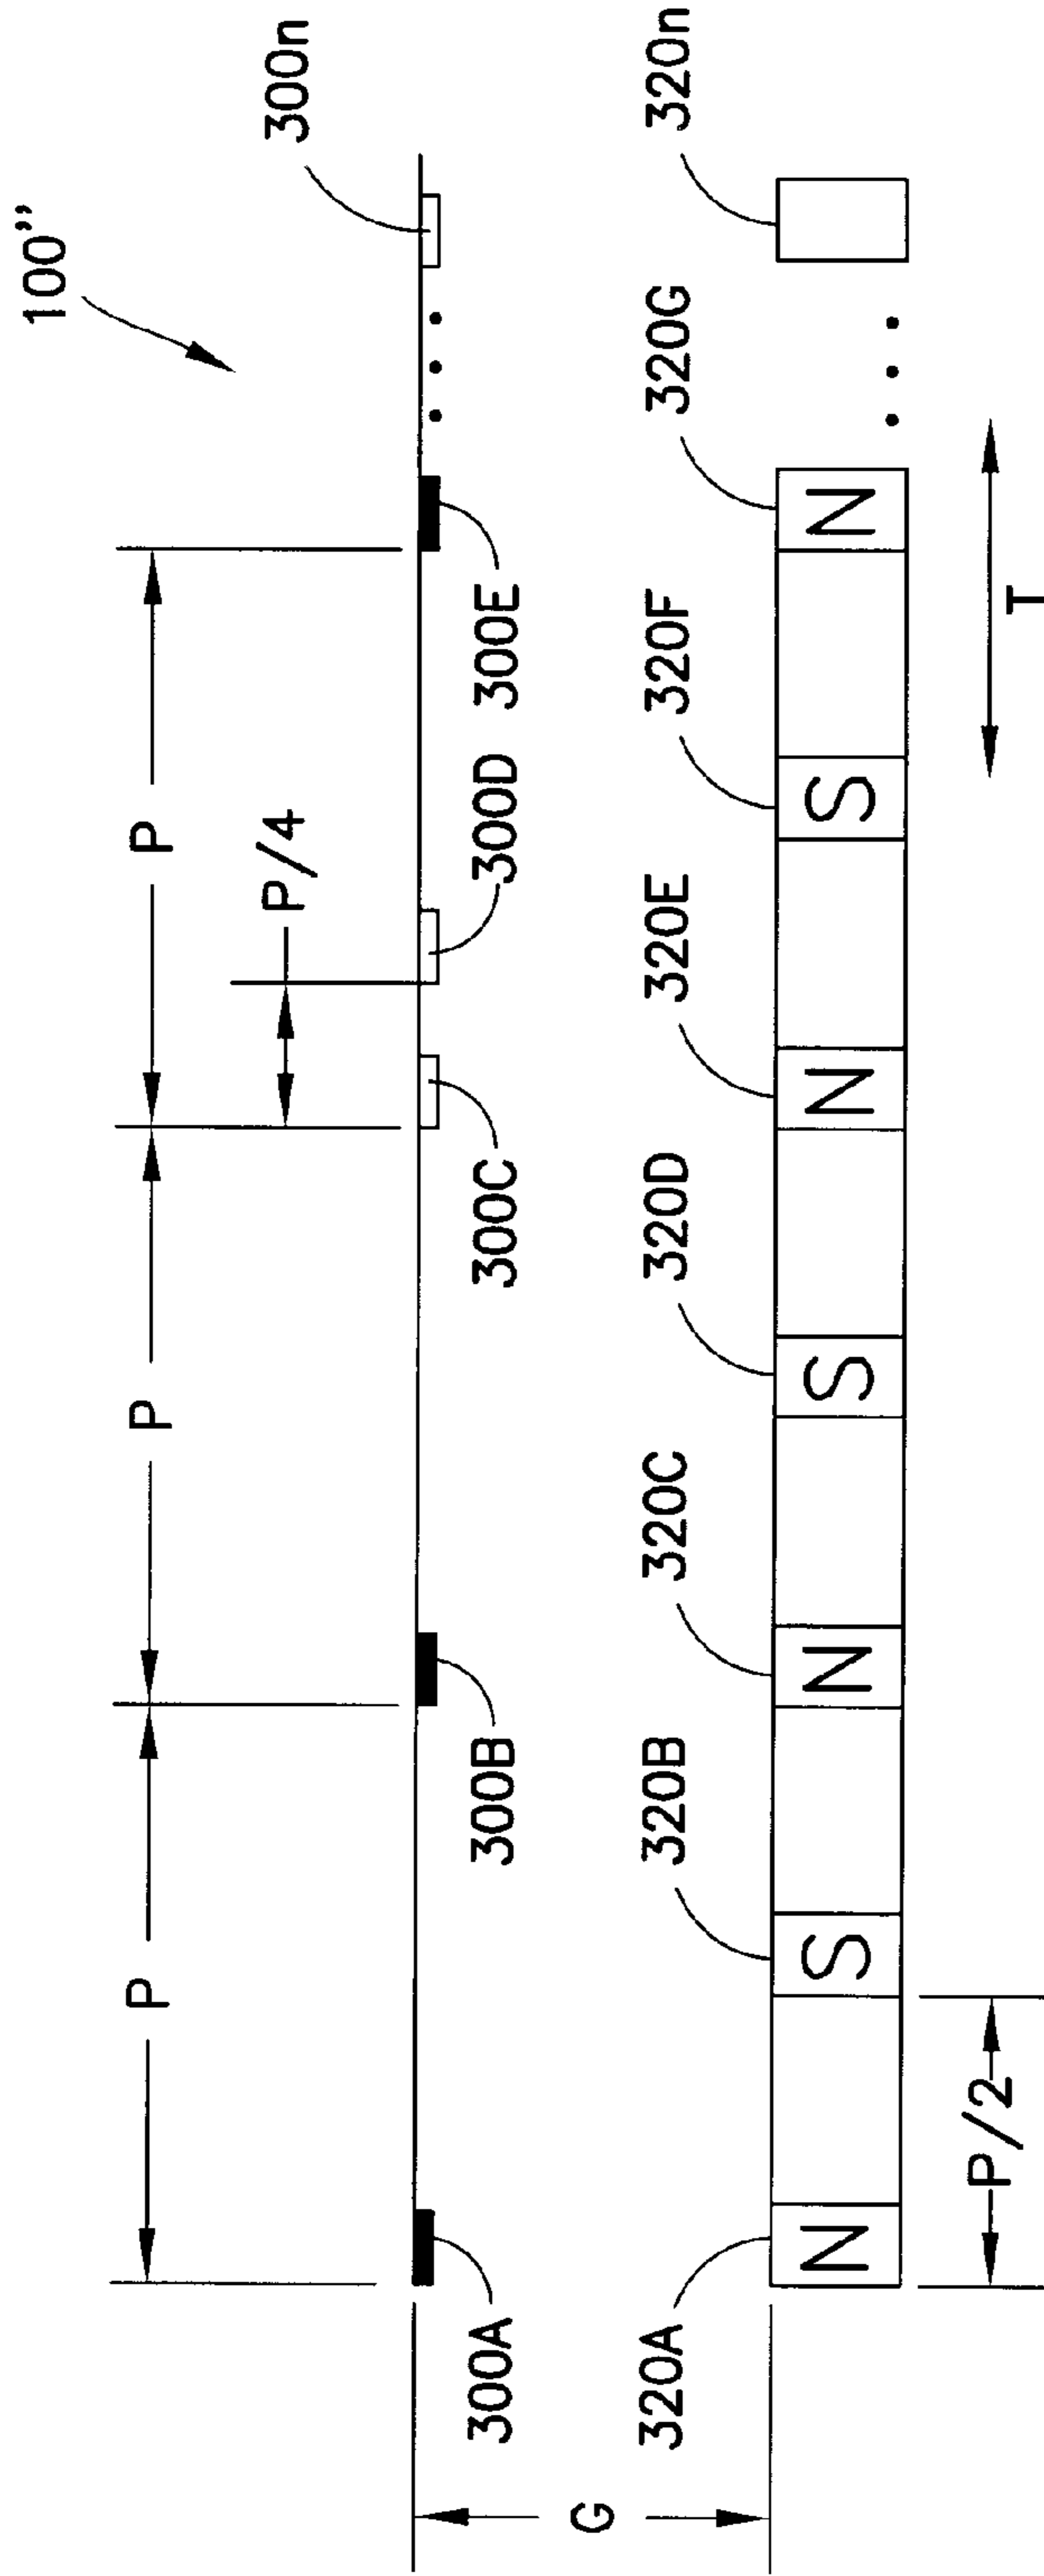 100''
P P P
P/4
300A 300B 300C 300D 300E 300n
G
320A 320B 320C 320D 320E 320F 320G 320n
N S N S N S N
P/2 T